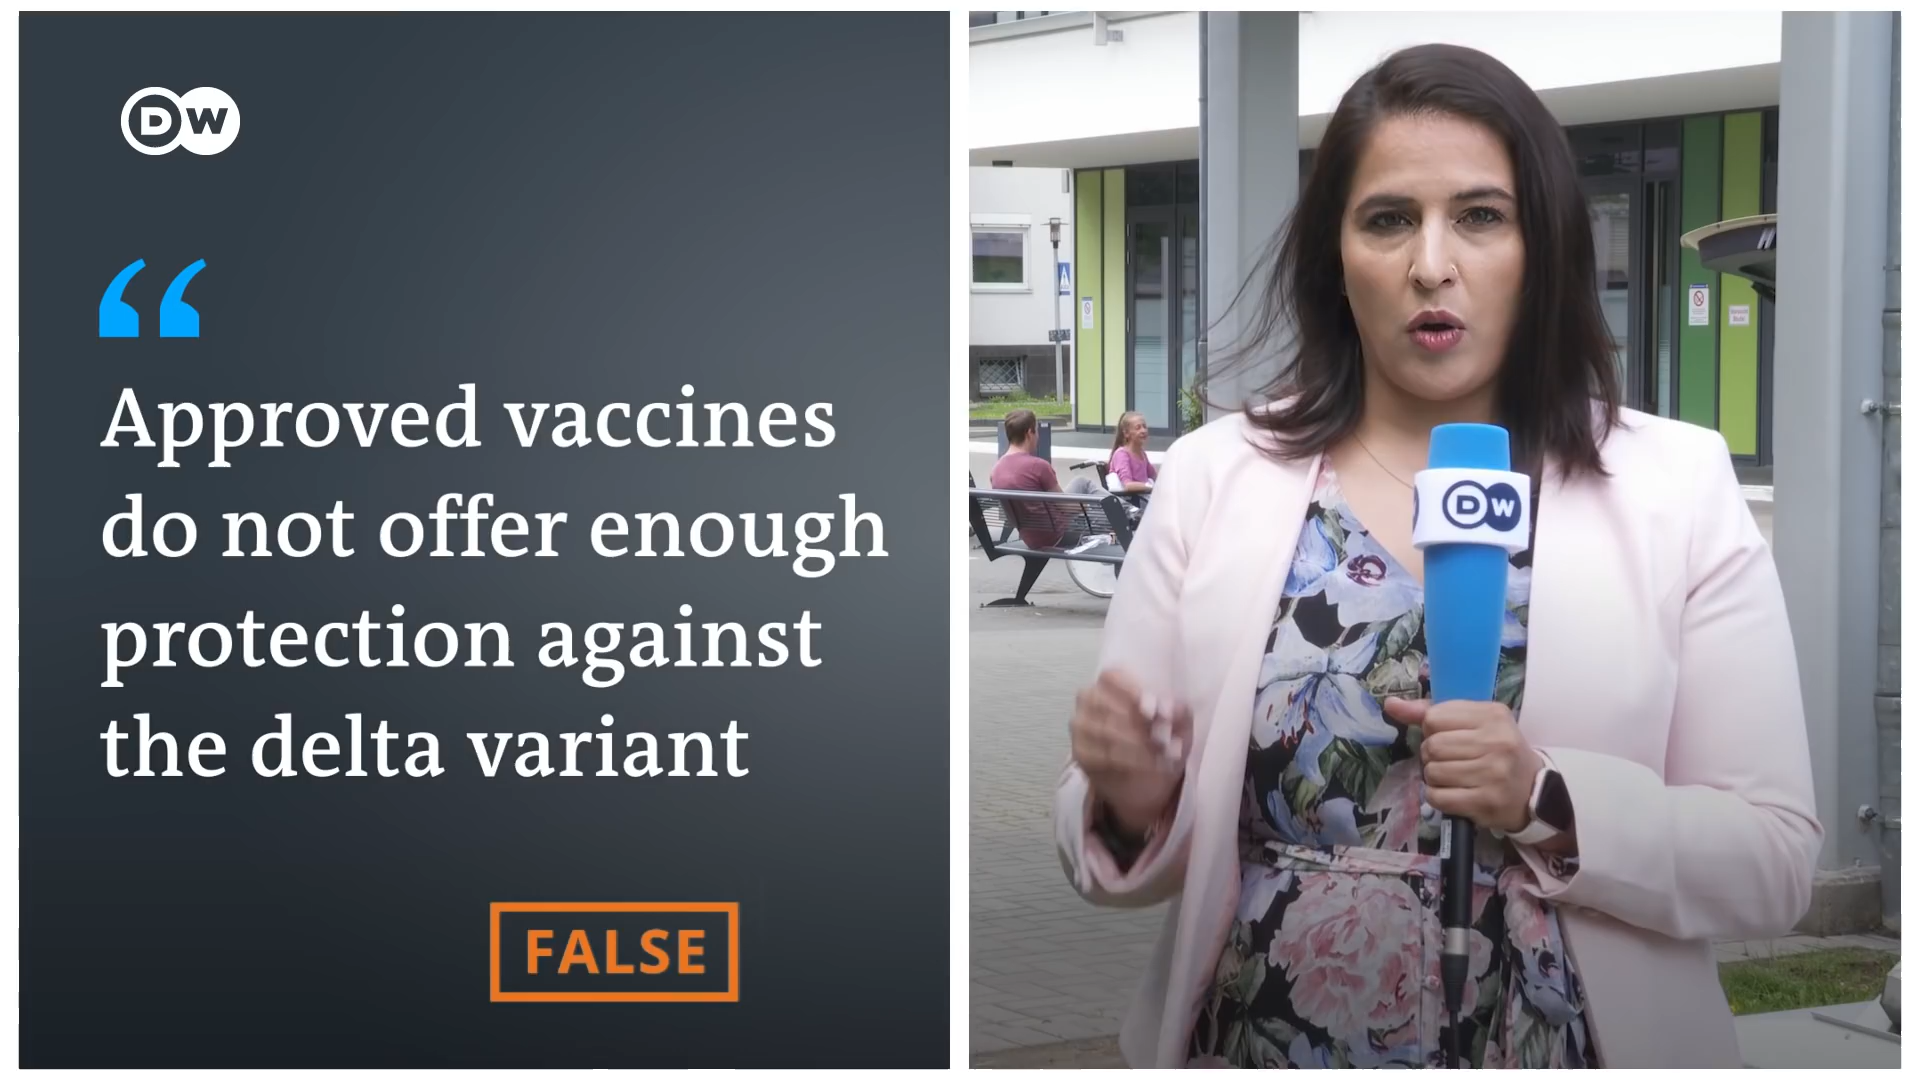 DW
“
Approved vaccines
do not offer enough
protection against
the delta variant
FALSE
DW